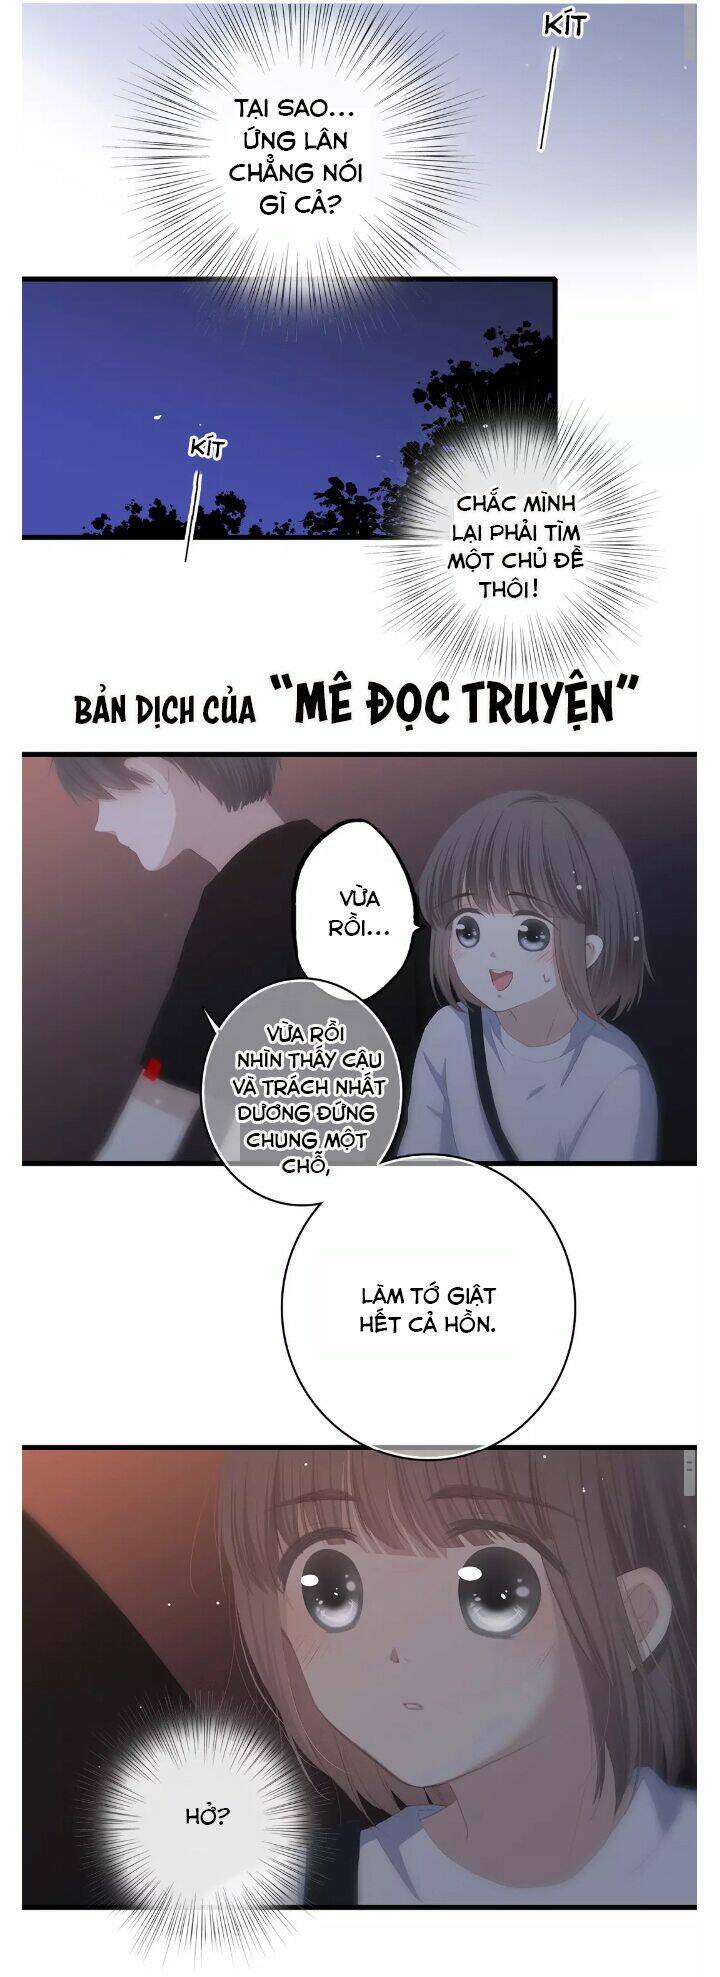 KÍT
TẠI SAO...
ỨNG LÂN
CHẲNG NÓI
GÌ CẢ?
KÍT
CHẮC MÌNH
LẠI PHẢI TÌM
MỘT CHỦ ĐỀ
THÔI!
BẢN DỊCH CỦA "MÊ ĐỌC TRUYỆN"
VỪA
RỒI...
VỪA RỒI
NHÌN THẤY CẬU
VÀ TRÁCH NHẤT
DƯƠNG ĐỨNG
CHUNG MỘT
CHỖ,
LÀM TỚ GIẬT
HẾT CẢ HỒN.
HỞ?